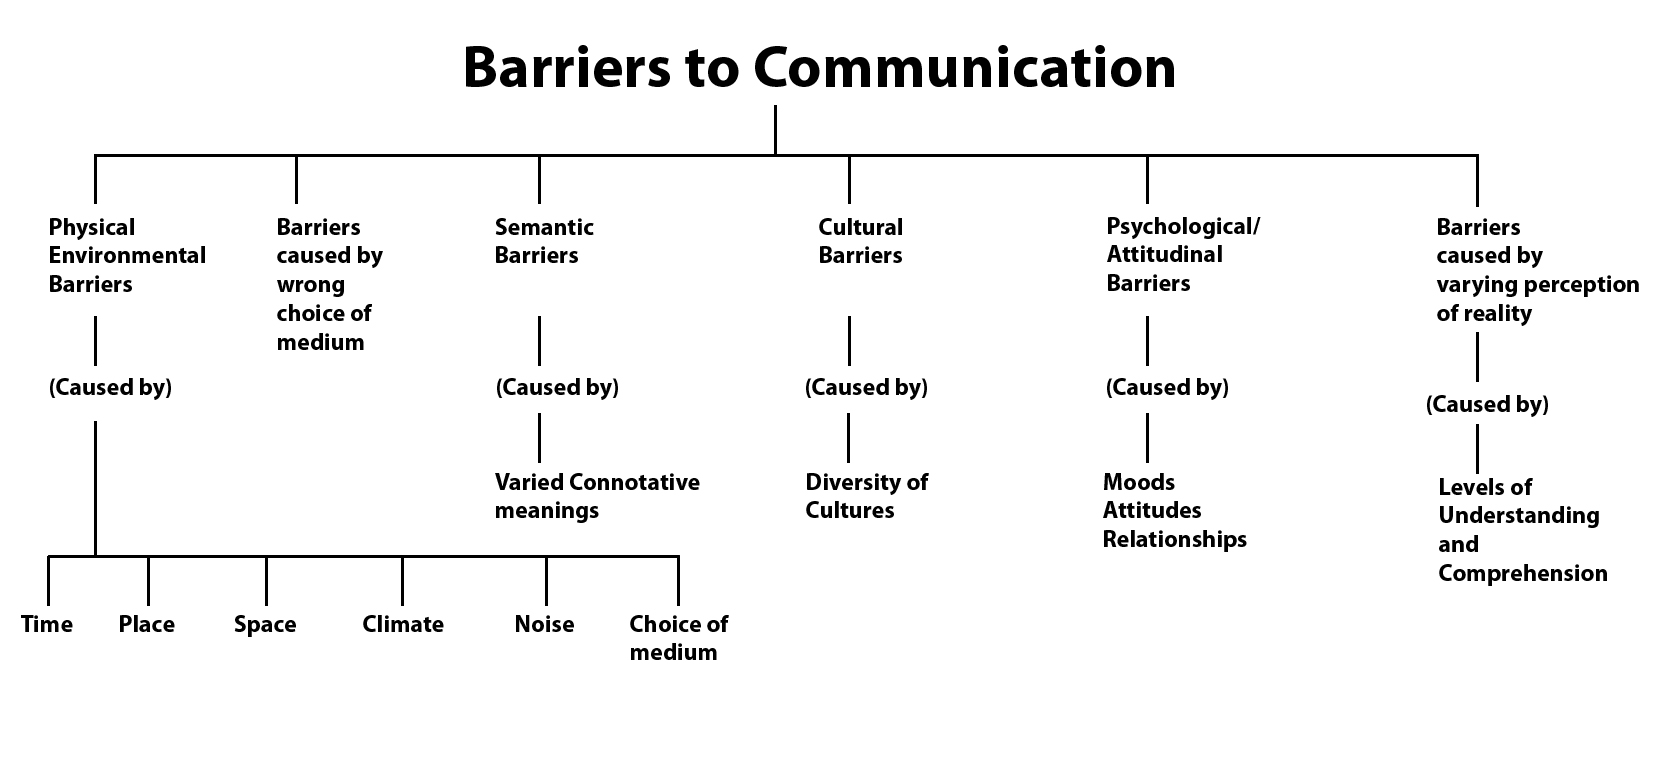 Barriers to Communication
Physical
Environmental
Barriers
(Caused by)
Time
Place
Space
Climate
Noise
Choice of
medium
Barriers
caused by
wrong
choice of
medium
Semantic
Barriers
(Caused by)
Varied Connotative
meanings
Cultural
Barriers
(Caused by)
Diversity of
Cultures
Psychological/
Attitudinal
Barriers
(Caused by)
Moods
Attitudes
Relationships
Barriers
caused by
varying perception
of reality
(Caused by)
Levels of
Understanding
and
Comprehension